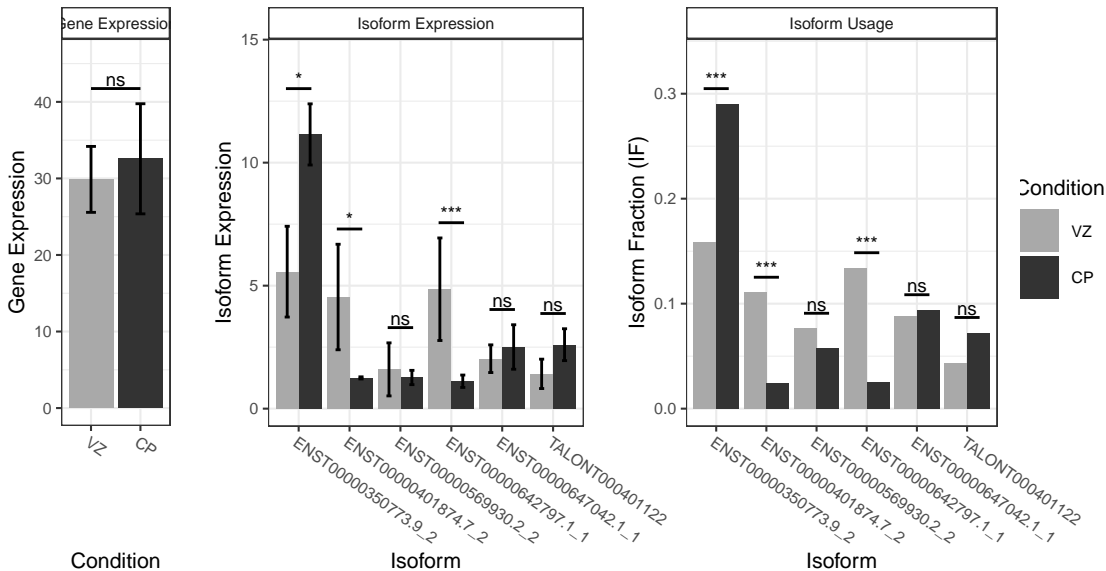 Gene Expression
Isoform Expression
Isoform Usage
Gene Expression
40
30
20
10
0
ns
VZ
CP
Condition
Isoform Expression
15
10
5
0
*
*
ns
***
ns
ns
ENST00000350773.9_2
ENST00000401874.7_2
ENST00000569930.2_2
ENST00000642797.1_1
ENST00000647042.1_1
TALONT000401122
Isoform
Isoform Fraction (IF)
0.3
0.2
0.1
0.0
***
***
ns
***
ns
ns
ENST00000350773.9_2
ENST00000401874.7_2
ENST00000569930.2_2
ENST00000642797.1_1
ENST00000647042.1_1
TALONT000401122
Isoform
Condition
VZ
CP